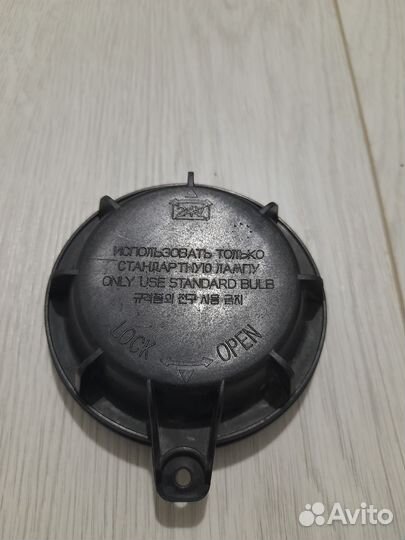 ИСПОЛЬЗОВАТЬ ТОЛЬКО
СТАНДАРТНУЮ ЛАМПУ
ONLY USE STANDARD BULB
규격품외 전구 사용 금지
LOCK OPEN
Avito